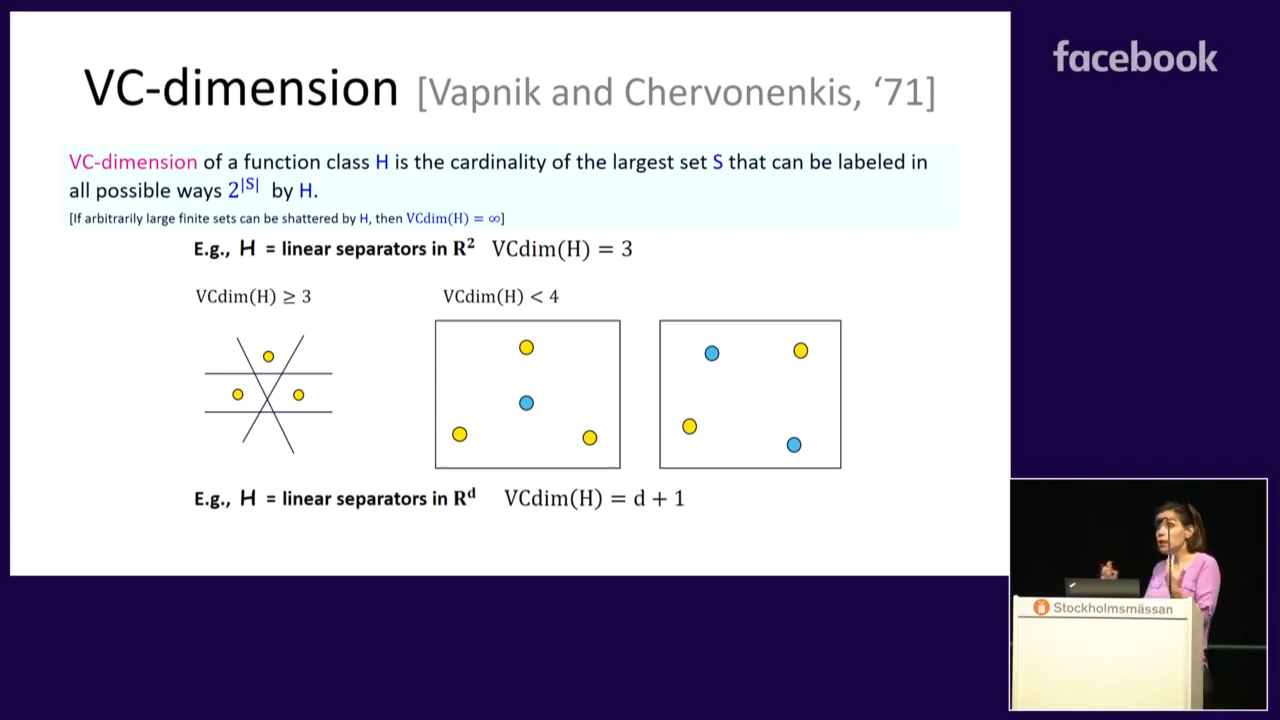 VC-dimension [Vapnik and Chervonenkis, ‘71]
facebook
VC-dimension of a function class H is the cardinality of the largest set S that can be labeled in
all possible ways 2^|S| by H.
[If arbitrarily large finite sets can be shattered by H, then VCdim(H) = ∞]
E.g., H = linear separators in R² VCdim(H) = 3
VCdim(H) ≥ 3
VCdim(H) < 4
E.g., H = linear separators in Rᵈ VCdim(H) = d + 1
Stockholmsmässan